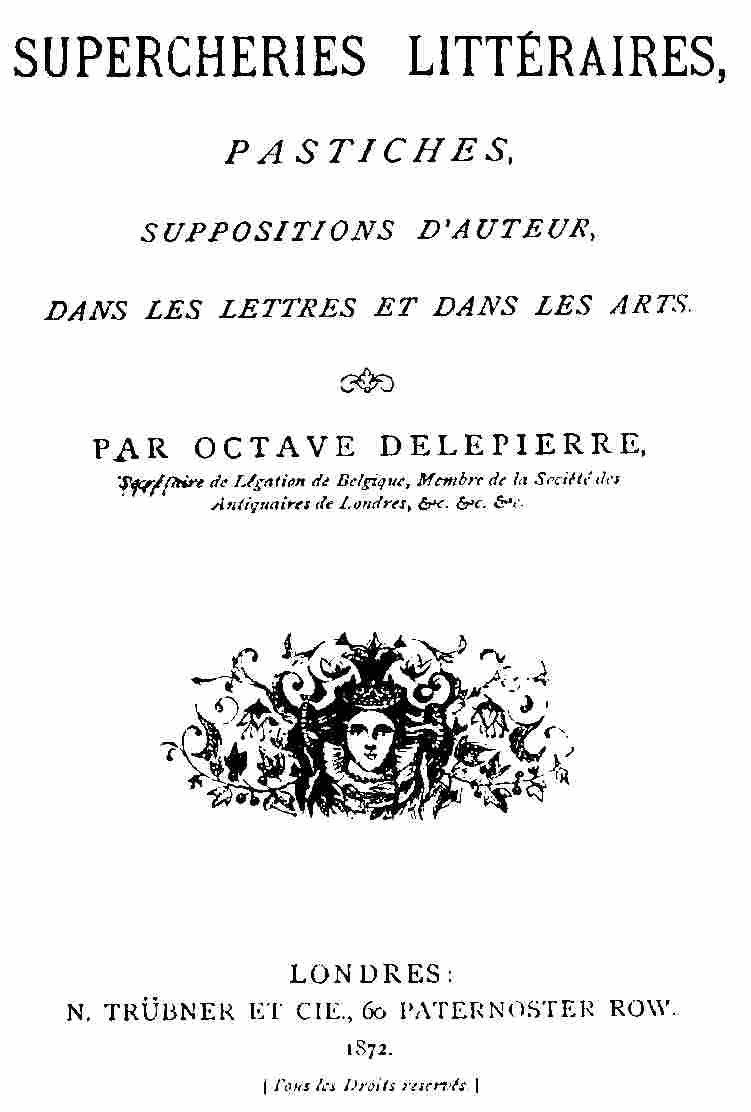 SUPERCHERIES LITTÉRAIRES,
PASTICHES,
SUPPOSITIONS D'AUTEUR,
DANS LES LETTRES ET DANS LES ARTS.
PAR OCTAVE DELEPIERRE,
Secrétaire de Légation de Belgique, Membre de la Société des
Antiquaires de Londres, &c. &c. &c.
LONDRES:
N. TRÜBNER ET CIE., 60 PATERNOSTER ROW.
1872.
[Tous les Droits reservés.]